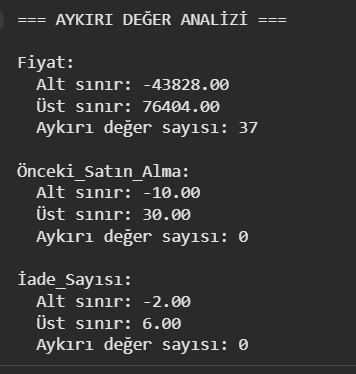 === AYKIRI DEĞER ANALİZİ ===
Fiyat:
Alt sınır: -43828.00
Üst sınır: 76404.00
Aykırı değer sayısı: 37
Önceki_Satın_Alma:
Alt sınır: -10.00
Üst sınır: 30.00
Aykırı değer sayısı: 0
İade_Sayısı:
Alt sınır: -2.00
Üst sınır: 6.00
Aykırı değer sayısı: 0